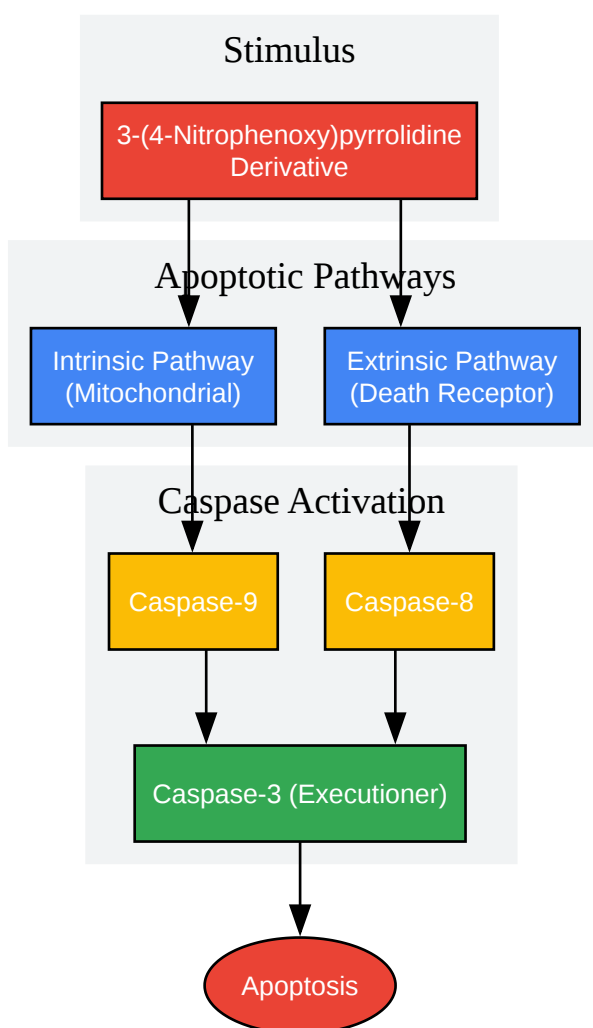 Stimulus
3-(4-Nitrophenoxy)pyrrolidine
Derivative
Apoptotic Pathways
Intrinsic Pathway
(Mitochondrial)
Extrinsic Pathway
(Death Receptor)
Caspase Activation
Caspase-9
Caspase-8
Caspase-3 (Executioner)
Apoptosis